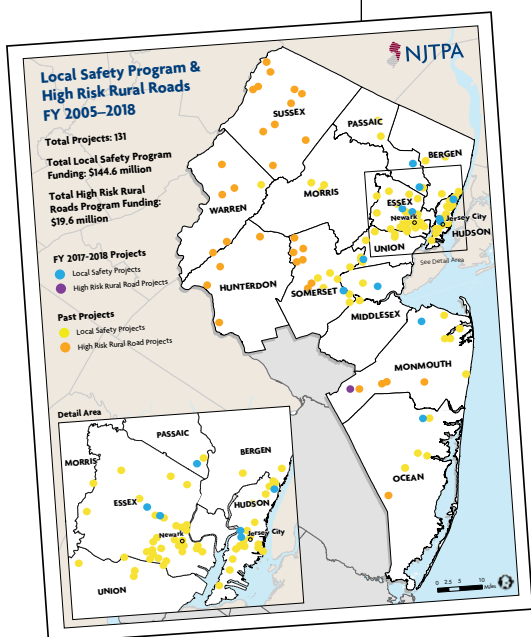 NJTPA
Local Safety Program &
High Risk Rural Roads
FY 2005–2018
Total Projects: 131
Total Local Safety Program
Funding: $144.6 million
Total High Risk Rural
Roads Program Funding:
$19.6 million
FY 2017-2018 Projects
Local Safety Projects
High Risk Rural Road Projects
Past Projects
Local Safety Projects
High Risk Rural Road Projects
SUSSEX
PASSAIC
BERGEN
WARREN
MORRIS
ESSEX
Newark
Jersey City
HUDSON
UNION
See Detail Area
HUNTERDON
SOMERSET
MIDDLESEX
MONMOUTH
OCEAN
0 2.5 5 10
Miles
Detail Area
PASSAIC
MORRIS
BERGEN
ESSEX
HUDSON
Newark
Jersey City
UNION